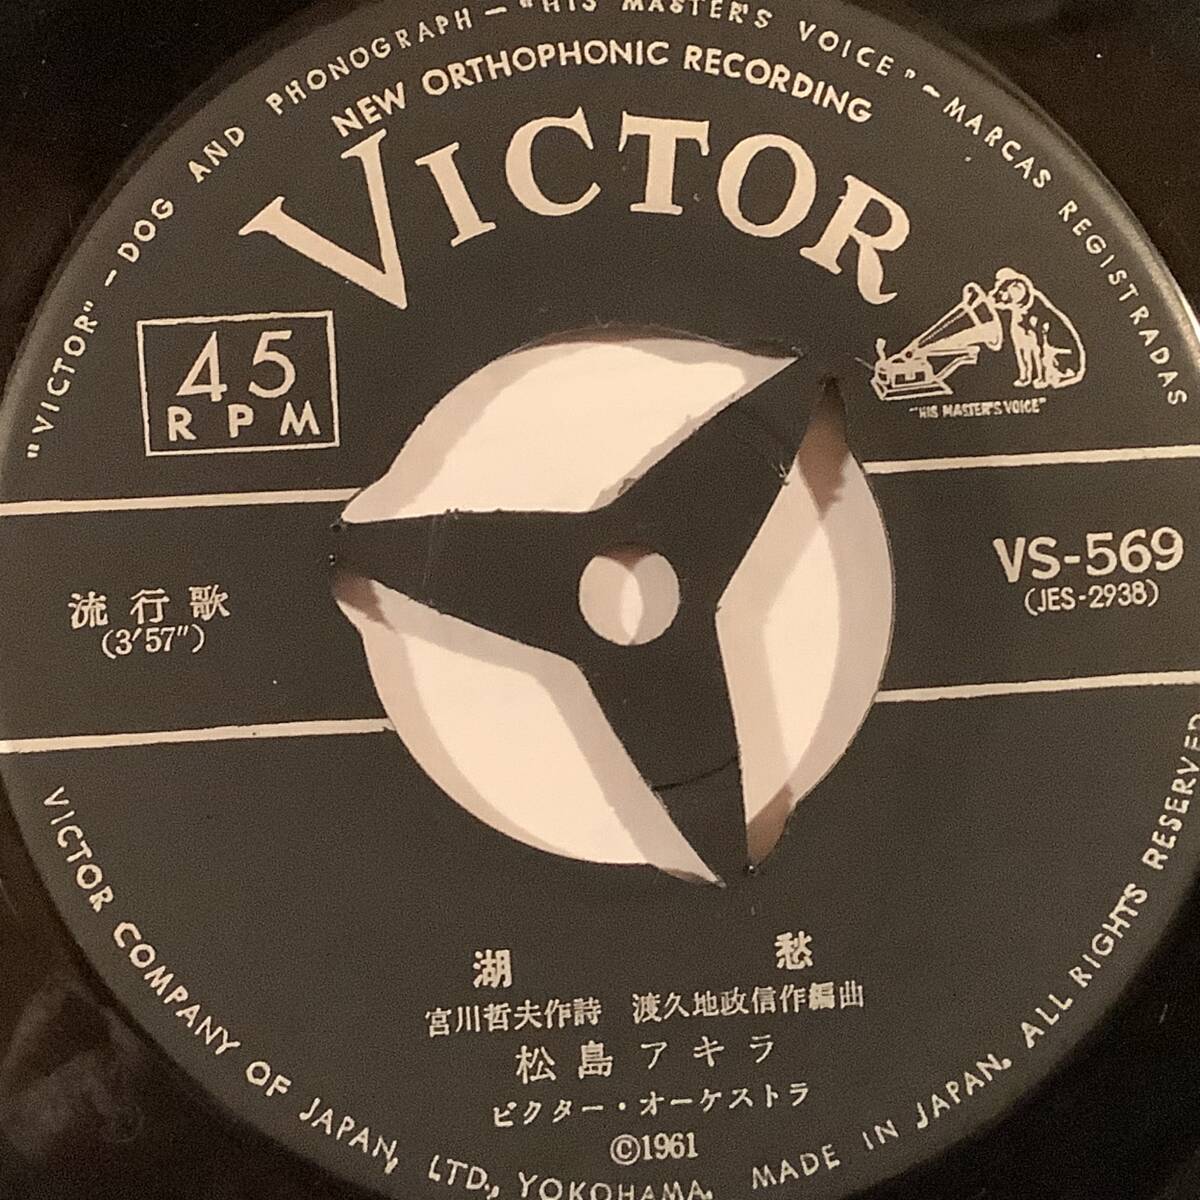 "VICTOR" — DOG AND PHONOGRAPH — "HIS MASTER'S VOICE" — MARCAS REGISTRADAS
NEW ORTHOPHONIC RECORDING
VICTOR
45
RPM
"HIS MASTER'S VOICE"
VS-569
(JES-2938)
流行歌
(3′57″)
湖愁
宮川哲夫作詩 渡久地政信作編曲
松島アキラ
ビクター・オーケストラ
©1961
VICTOR COMPANY OF JAPAN, LTD., YOKOHAMA. MADE IN JAPAN. ALL RIGHTS RESERVED